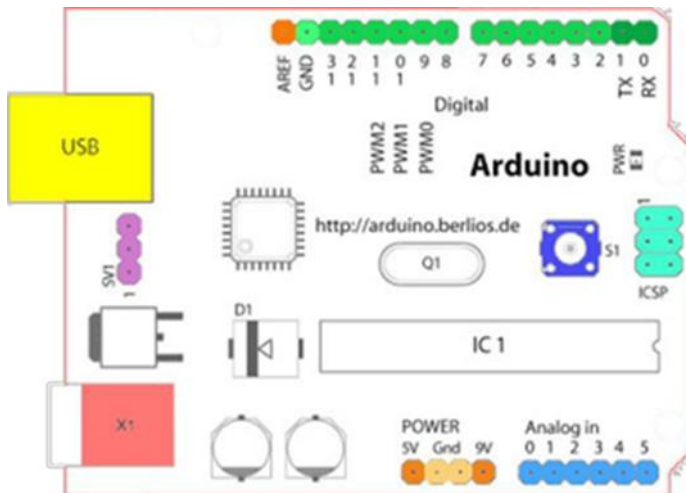 AREF
GND
13
12
11
10
9
8
7
6
5
4
3
2
TX 1
RX 0
Digital
PWM2
PWM1
PWM0
Arduino
PWR
USB
http://arduino.berlios.de
SV1
1
Q1
S1
1
ICSP
D1
IC 1
X1
POWER
5V Gnd 9V
Analog in
0 1 2 3 4 5